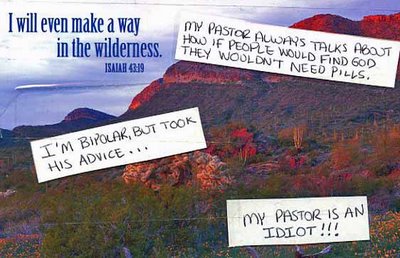 I will even make a way
in the wilderness.
ISAIAH 43:19
MY PASTOR ALWAYS TALKS ABOUT
HOW IF PEOPLE WOULD FIND GOD
THEY WOULDN'T NEED PILLS.
I'M BIPOLAR, BUT TOOK
HIS ADVICE...
MY PASTOR IS AN
IDIOT!!!